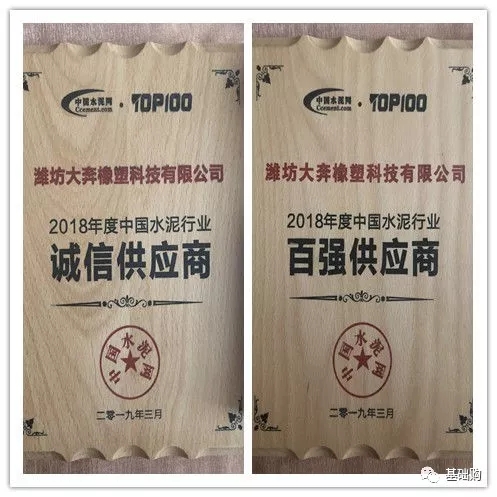 中国水泥网
Ccement.com
· TOP100
潍坊大奔橡塑科技有限公司
2018年度中国水泥行业
诚信供应商
中国水泥网
二零一九年三月
中国水泥网
Ccement.com
· TOP100
潍坊大奔橡塑科技有限公司
2018年度中国水泥行业
百强供应商
中国水泥网
二零一九年三月
基础购